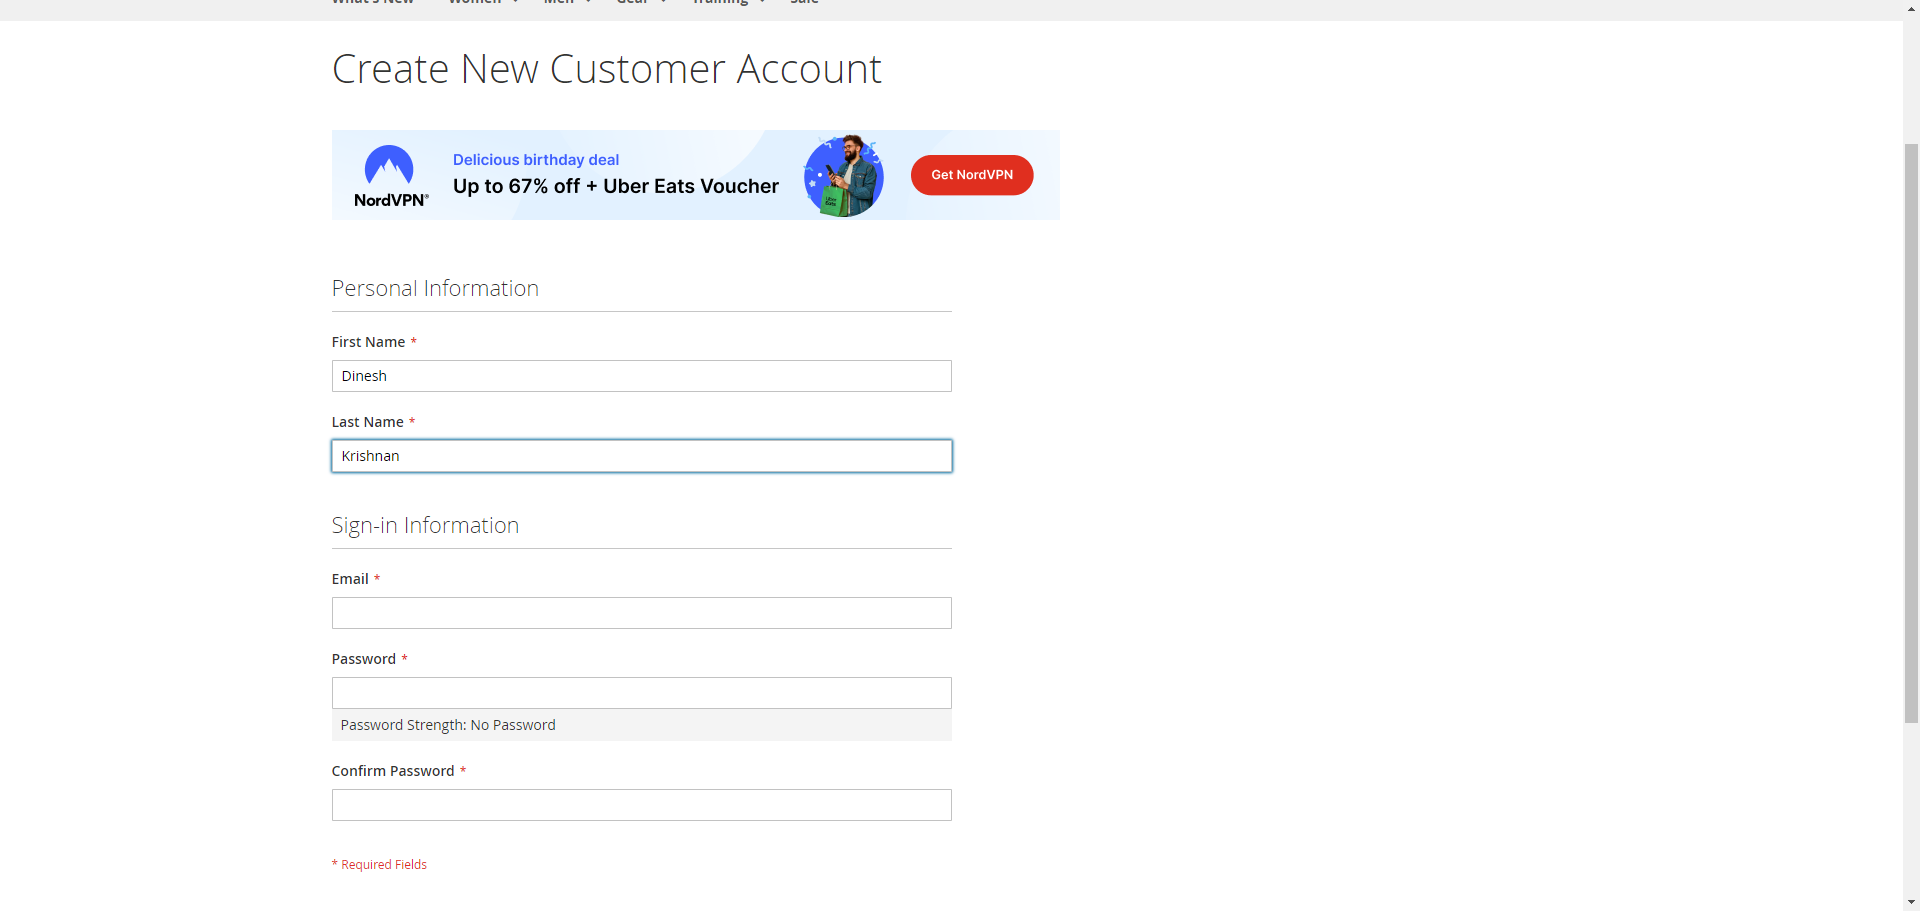 What's New Women Men Gear Training Sale
Create New Customer Account
NordVPN®
Delicious birthday deal
Up to 67% off + Uber Eats Voucher
Uber
Eats
Get NordVPN
Personal Information
First Name *
Dinesh
Last Name *
Krishnan
Sign-in Information
Email *
Password *
Password Strength: No Password
Confirm Password *
* Required Fields